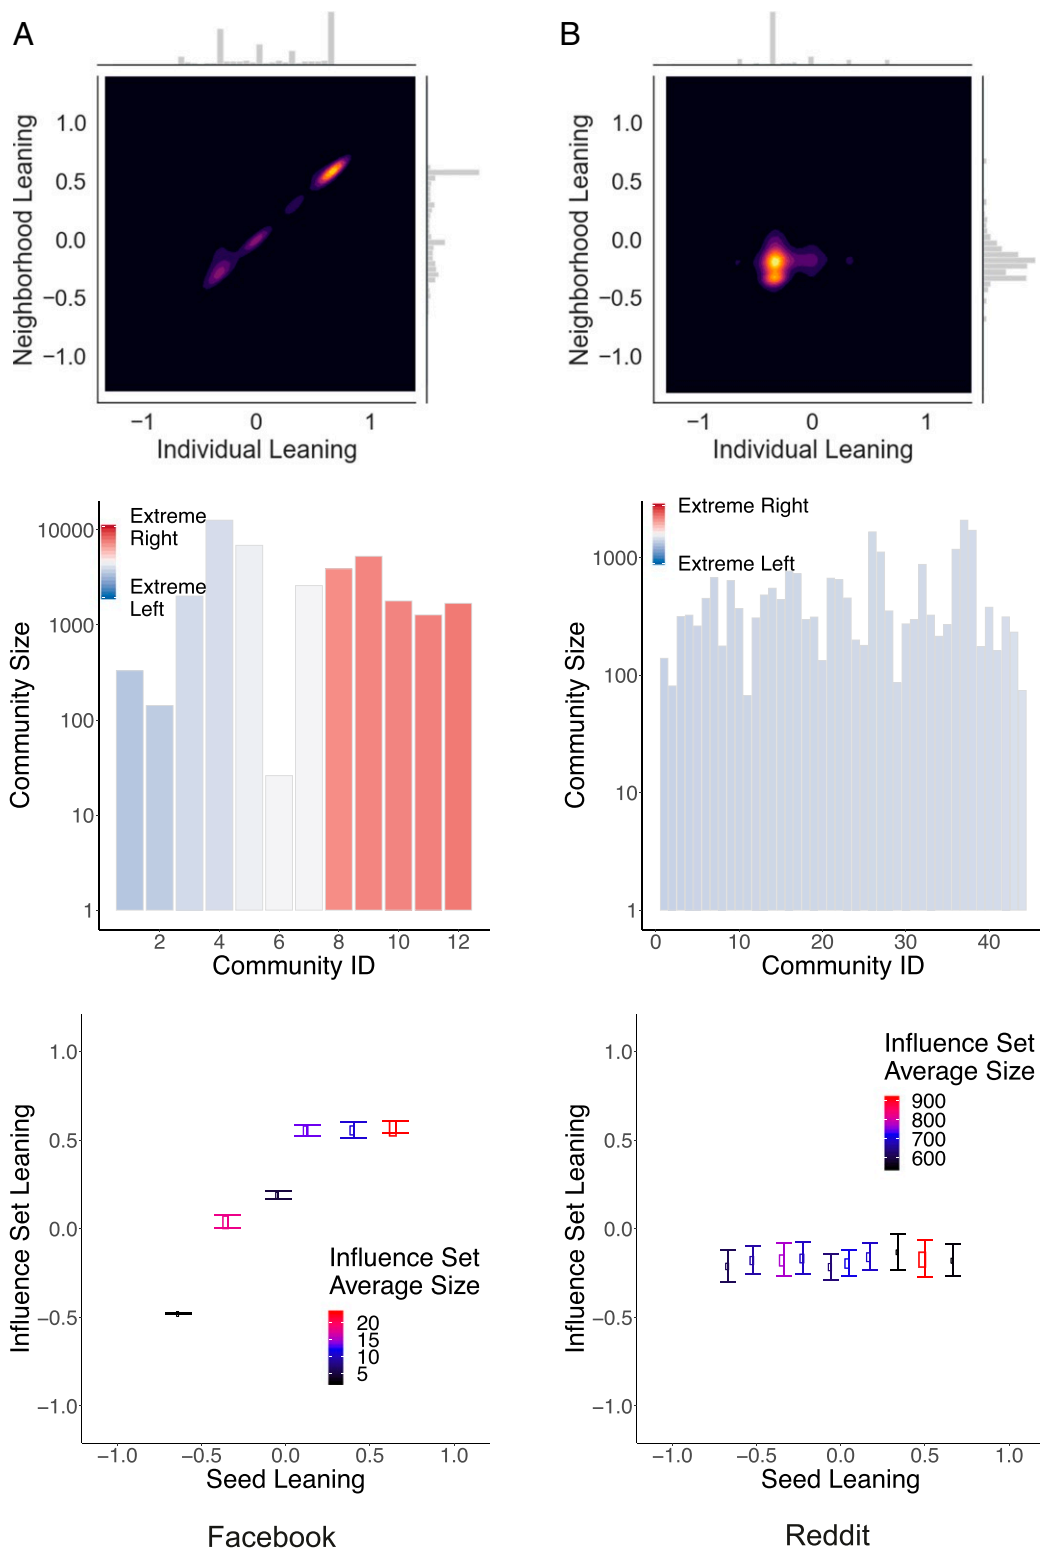 A
1.0
0.5
0.0
−0.5
−1.0
Neighborhood Leaning
−1
0
1
Individual Leaning
B
1.0
0.5
0.0
−0.5
−1.0
Neighborhood Leaning
−1
0
1
Individual Leaning
Extreme
Right
Extreme
Left
10000
1000
100
10
1
Community Size
2
4
6
8
10
12
Community ID
Extreme Right
Extreme Left
1000
100
10
1
Community Size
0
10
20
30
40
Community ID
1.0
0.5
0.0
−0.5
−1.0
Influence Set Leaning
Influence Set
Average Size
20
15
10
5
−1.0
−0.5
0.0
0.5
1.0
Seed Leaning
Facebook
1.0
0.5
0.0
−0.5
−1.0
Influence Set Leaning
Influence Set
Average Size
900
800
700
600
−1.0
−0.5
0.0
0.5
1.0
Seed Leaning
Reddit